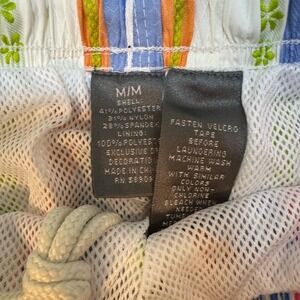 M/M
SHELL:
41% POLYESTER
31% NYLON
28% SPANDEX
LINING:
100% POLYESTER
EXCLUSIVE OF
DECORATION
MADE IN CHINA
RN
FASTEN VELCRO
TAPE
BEFORE
LAUNDERING
MACHINE WASH
WARM
WITH SIMILAR
COLORS
ONLY NON-
CHLORINE
BLEACH WHEN